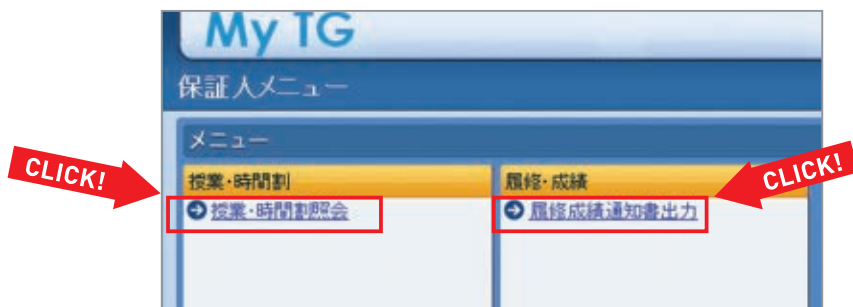 My TG
保証人メニュー
メニュー
授業・時間割
履修・成績
CLICK!
CLICK!
授業・時間割照会
履修成績通知書出力